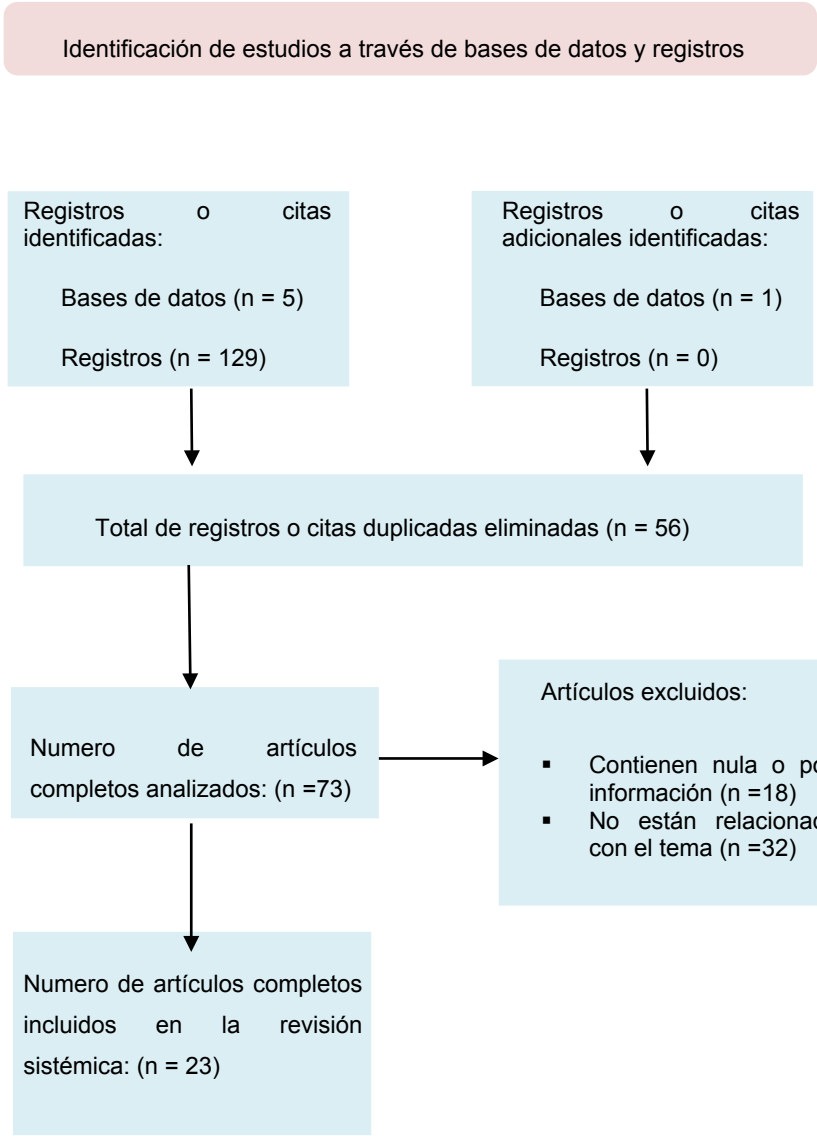 Identificación de estudios a través de bases de datos y registros
Registros o citas
identificadas:
Bases de datos (n = 5)
Registros (n = 129)
Registros o citas
adicionales identificadas:
Bases de datos (n = 1)
Registros (n = 0)
Total de registros o citas duplicadas eliminadas (n = 56)
Numero de artículos
completos analizados: (n =73)
Artículos excluidos:
▪ Contienen nula o
información (n =18)
▪ No están
con el tema (n =32)
Numero de artículos completos
incluidos en la revisión
sistémica: (n = 23)